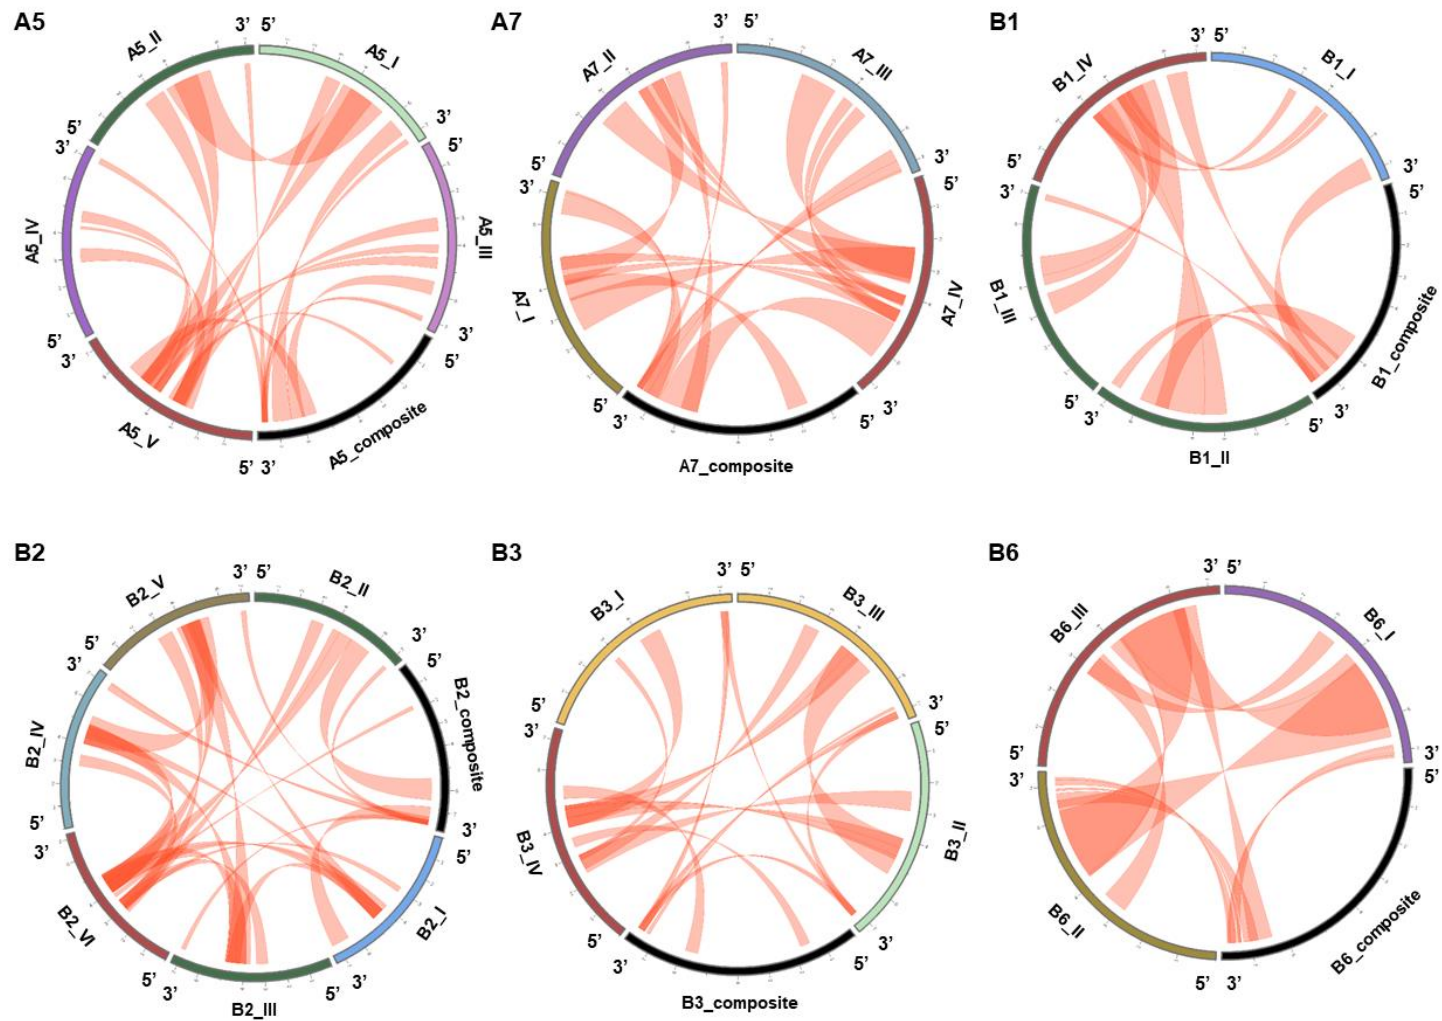 A5
A7
B1
3’ 5’
A5_II
A5_I
3’
5’
5’
3’
A5_IV
A5_III
5’
3’
3’
5’
A5_V
A5_composite
5’ 3’
3’ 5’
A7_II
A7_III
5’
3’
3’
5’
A7_I
A7_IV
5’
3’
3’
5’
A7_composite
3’ 5’
B1_IV
B1_I
5’
3’
3’
5’
B1_III
B1_composite
5’
3’
3’
5’
B1_II
B2
B3
B6
3’ 5’
B2_V
B2_II
5’
3’
3’
5’
B2_IV
B2_composite
5’
3’
3’
5’
B2_VI
B2_I
5’
3’
3’
5’
B2_III
3’ 5’
B3_I
B3_III
5’
3’
3’
5’
B3_IV
B3_II
5’
3’
3’
5’
B3_composite
3’ 5’
B6_III
B6_I
5’
3’
3’
5’
B6_II
B6_composite
5’ 3’